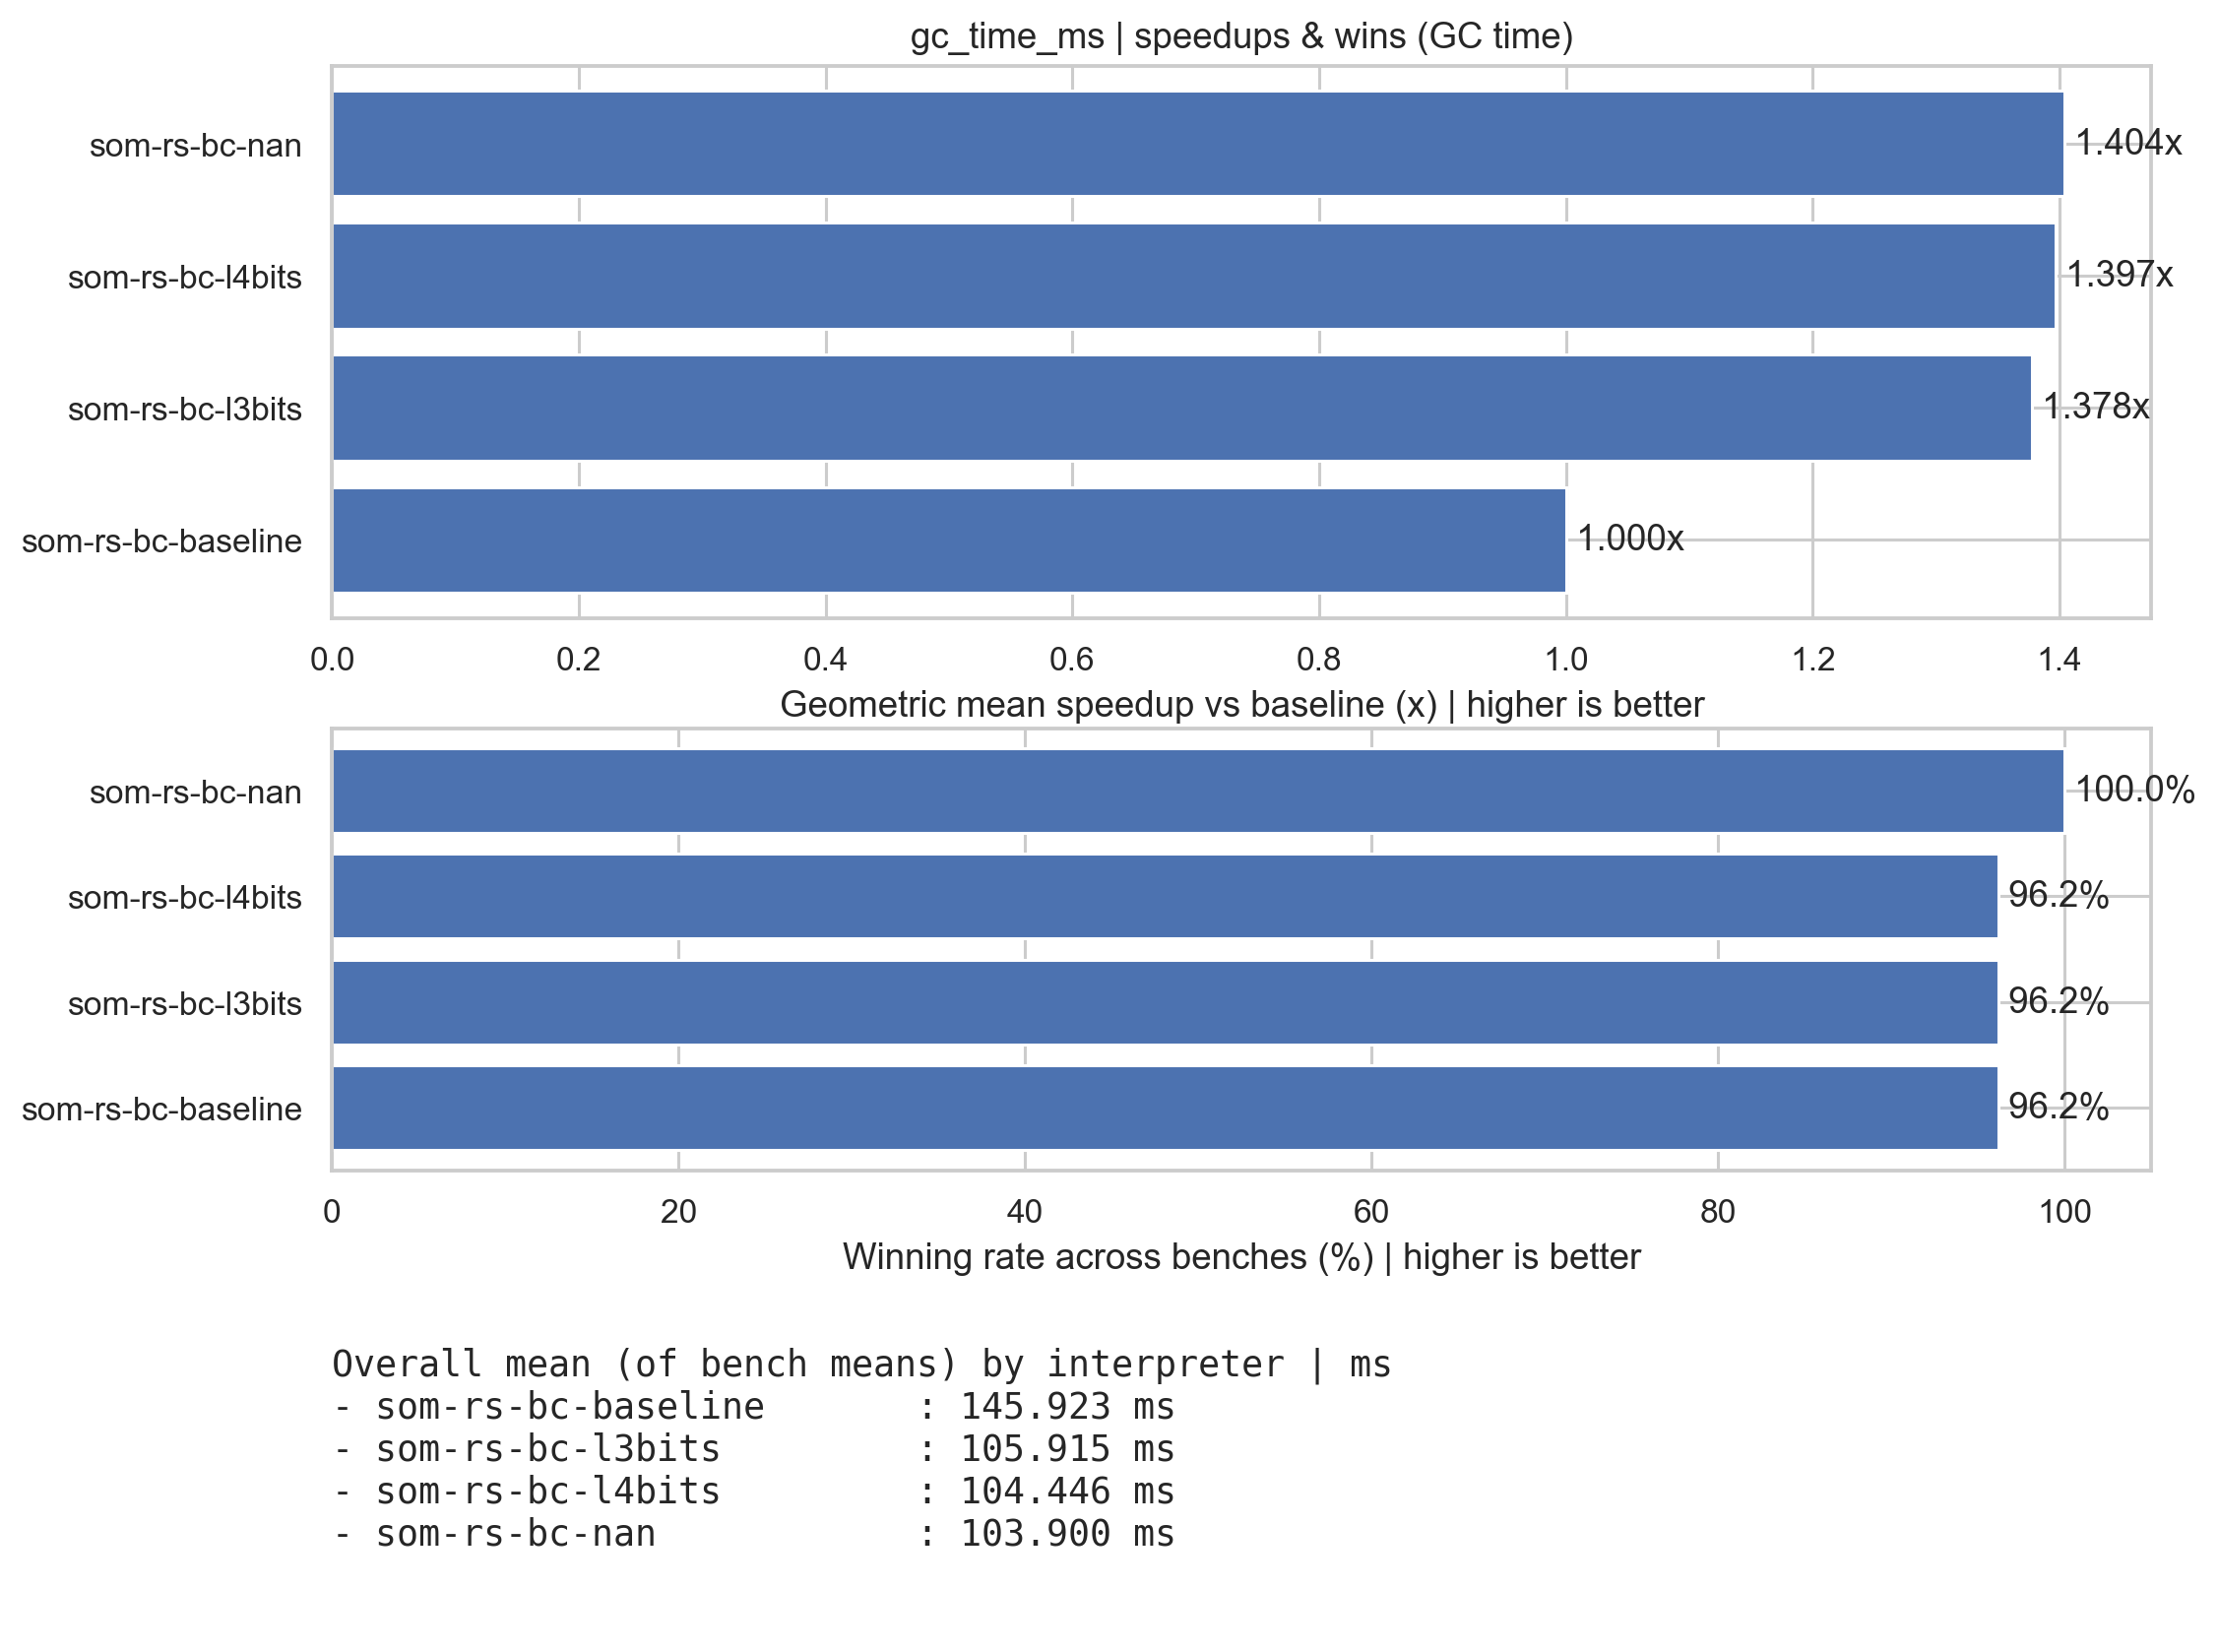 gc_time_ms | speedups & wins (GC time)
som-rs-bc-nan
1.404x
som-rs-bc-l4bits
1.397x
som-rs-bc-l3bits
1.378x
som-rs-bc-baseline
1.000x
0.0 0.2 0.4 0.6 0.8 1.0 1.2 1.4
Geometric mean speedup vs baseline (x) | higher is better
som-rs-bc-nan
100.0%
som-rs-bc-l4bits
96.2%
som-rs-bc-l3bits
96.2%
som-rs-bc-baseline
96.2%
0 20 40 60 80 100
Winning rate across benches (%) | higher is better
Overall mean (of bench means) by interpreter | ms
- som-rs-bc-baseline : 145.923 ms
- som-rs-bc-l3bits : 105.915 ms
- som-rs-bc-l4bits : 104.446 ms
- som-rs-bc-nan : 103.900 ms